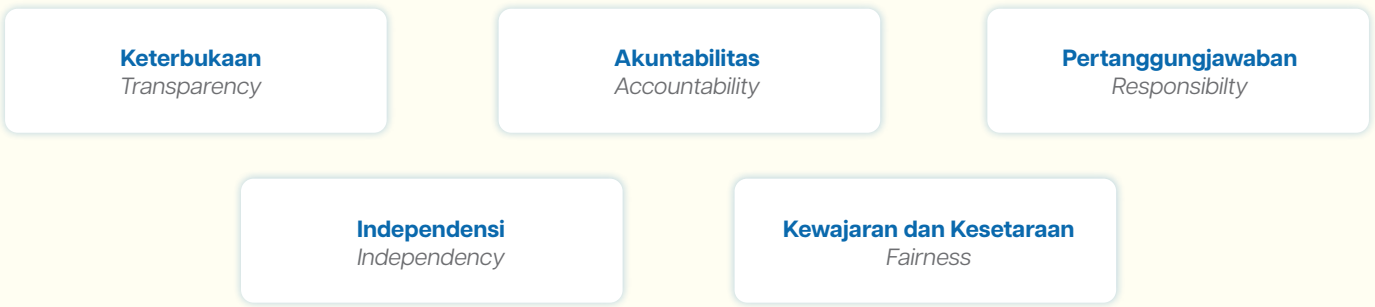 Keterbukaan
Transparency
Akuntabilitas
Accountability
Pertanggungjawaban
Responsibilty
Independensi
Independency
Kewajaran dan Kesetaraan
Fairness